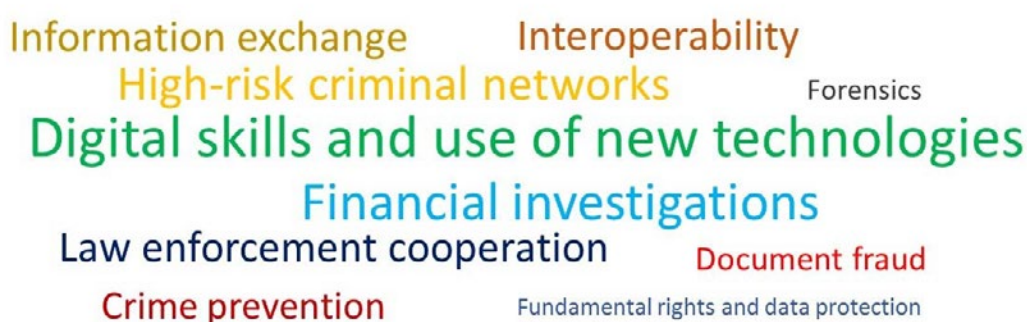 Information exchange
Interoperability
High-risk criminal networks
Forensics
Digital skills and use of new technologies
Financial investigations
Law enforcement cooperation
Document fraud
Crime prevention
Fundamental rights and data protection